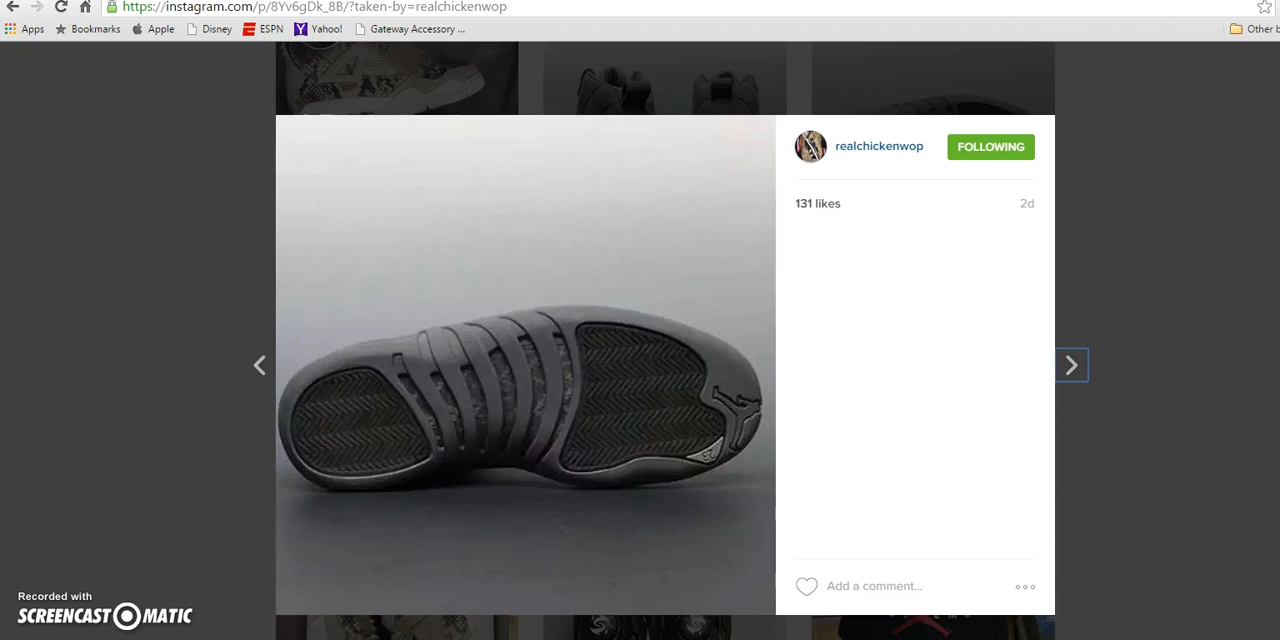 https://instagram.com/p/8Yv6gDk_8B/?taken-by=realchickenwop
Apps Bookmarks Apple Disney ESPN Yahoo! Gateway Accessory ... Other b
realchickenwop FOLLOWING
131 likes 2d
23
Add a comment...
Recorded with
SCREENCAST MATIC